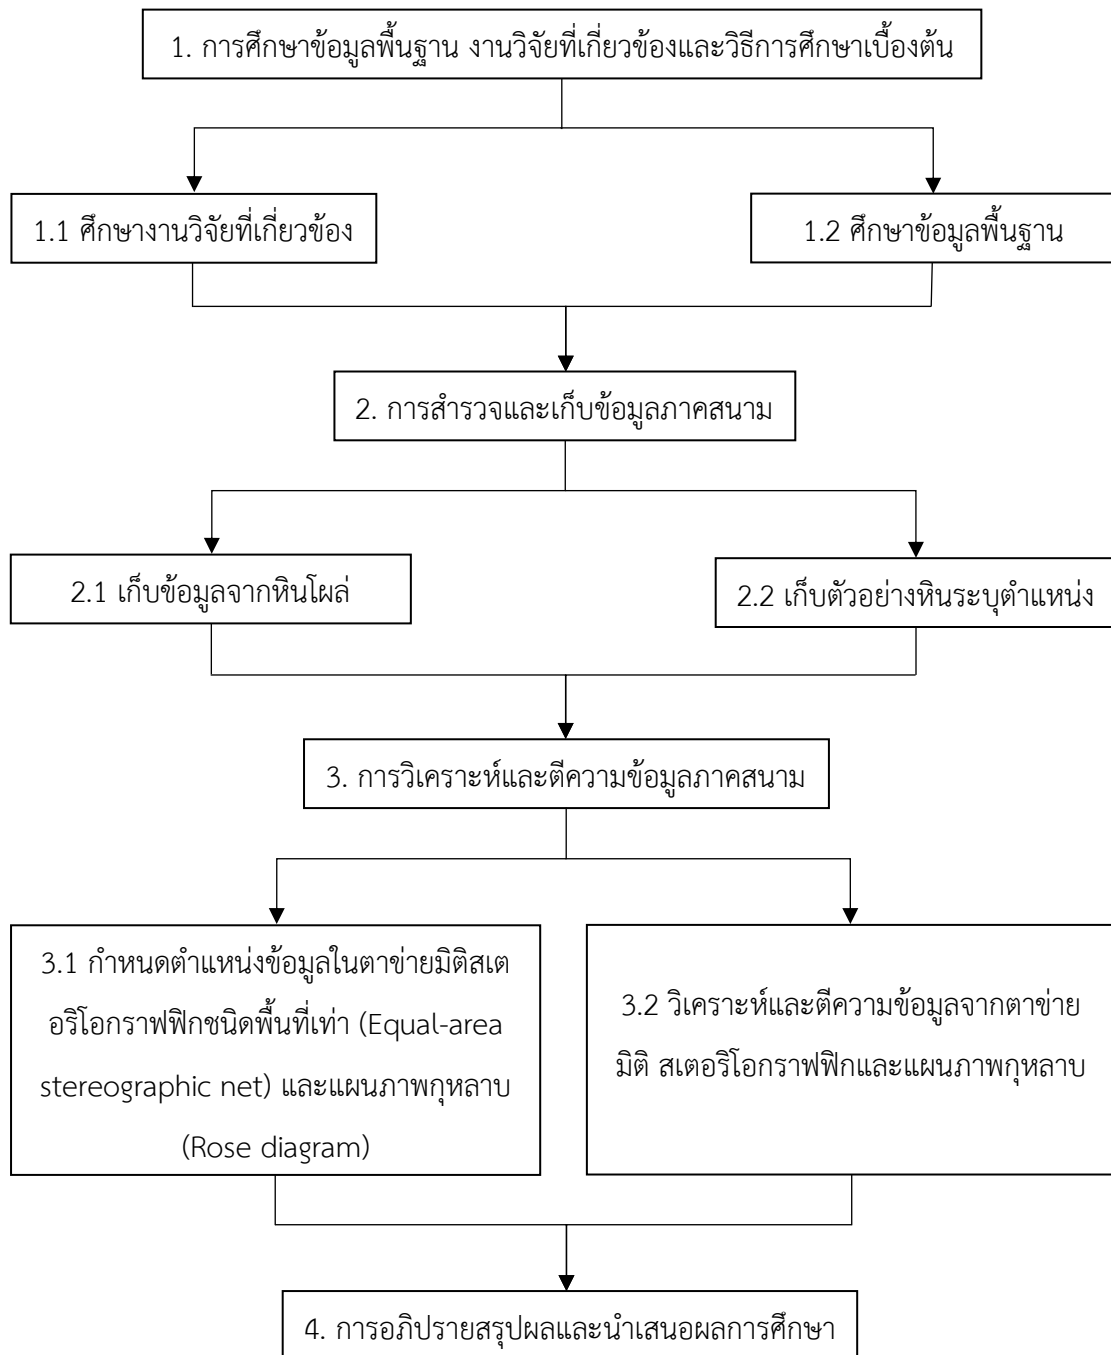 1. การศึกษาข้อมูลพื้นฐาน งานวิจัยที่เกี่ยวข้องและวิธีการศึกษาเบื้องต้น
1.1 ศึกษางานวิจัยที่เกี่ยวข้อง
1.2 ศึกษาข้อมูลพื้นฐาน
2. การสำรวจและเก็บข้อมูลภาคสนาม
2.1 เก็บข้อมูลจากหินโผล่
2.2 เก็บตัวอย่างหินระบุตำแหน่ง
3. การวิเคราะห์และตีความข้อมูลภาคสนาม
3.1 กำหนดตำแหน่งข้อมูลในตาข่ายมิติสเต
อริโอกราฟฟิกชนิดพื้นที่เท่า (Equal-area
stereographic net) และแผนภาพกุหลาบ
(Rose diagram)
3.2 วิเคราะห์และตีความข้อมูลจากตาข่าย
มิติ สเตอริโอกราฟฟิกและแผนภาพกุหลาบ
4. การอภิปรายสรุปผลและนำเสนอผลการศึกษา